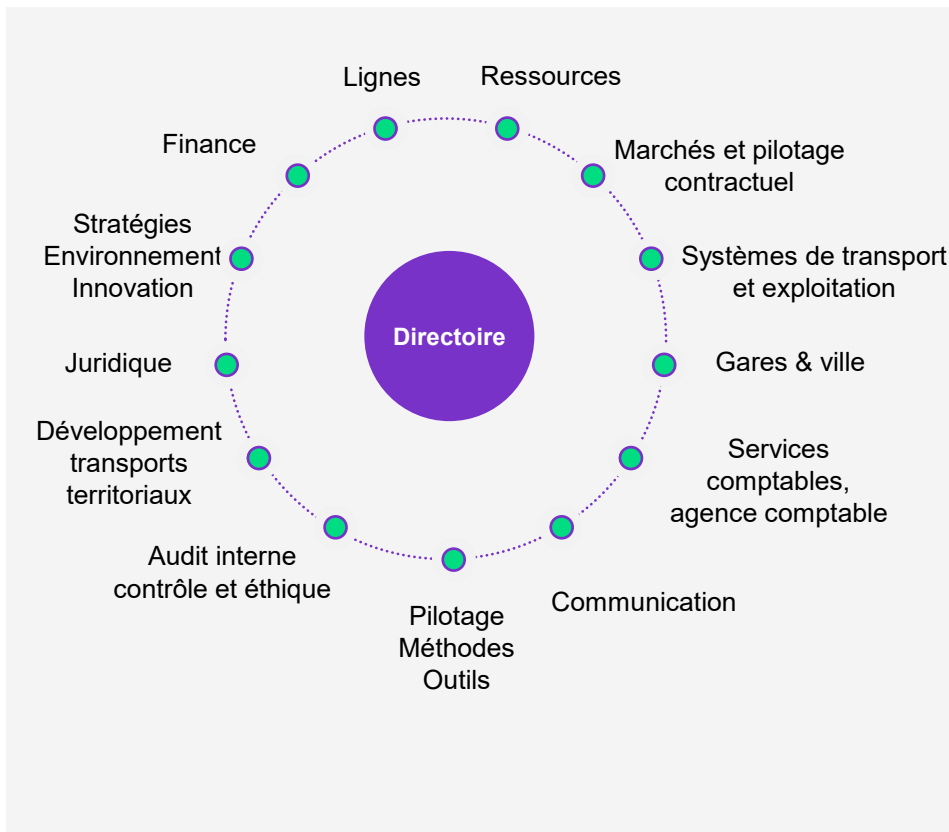 Lignes
Ressources
Finance
Marchés et pilotage
contractuel
Stratégies
Environnement
Innovation
Systèmes de transport
et exploitation
Directoire
Juridique
Gares & ville
Développement
transports
territoriaux
Services
comptables,
agence comptable
Audit interne
contrôle et éthique
Communication
Pilotage
Méthodes
Outils